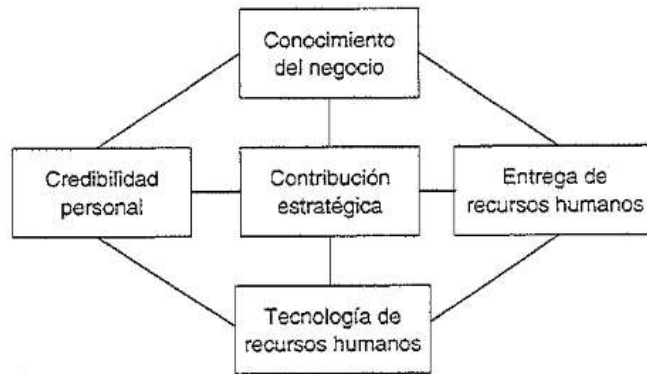 Conocimiento
del negocio
Credibilidad
personal
Contribución
estratégica
Entrega de
recursos humanos
Tecnología de
recursos humanos